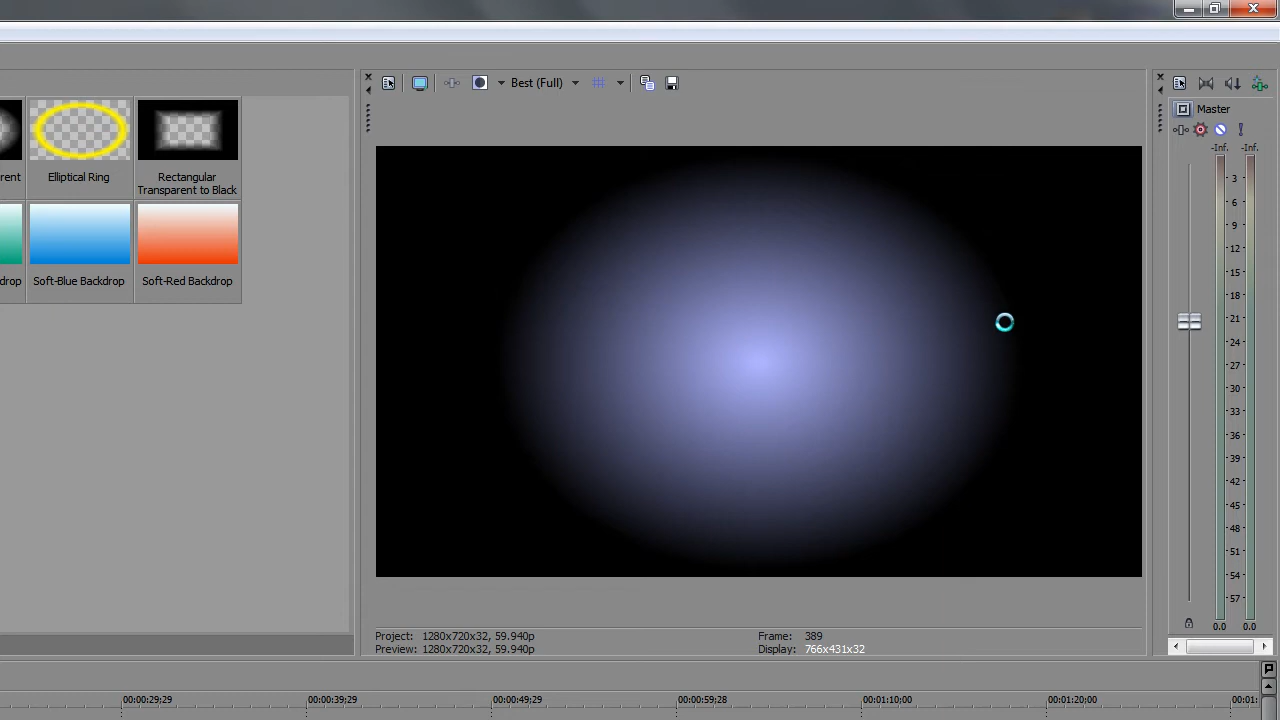 Best (Full)
Master
rent
Elliptical Ring
Rectangular
Transparent to Black
drop
Soft-Blue Backdrop
Soft-Red Backdrop
-Inf. -Inf.
3
6
9
12
15
18
21
24
27
30
33
36
39
42
45
48
51
54
57
0.0 0.0
Project: 1280x720x32, 59.940p
Frame: 389
Preview: 1280x720x32, 59.940p
Display: 766x431x32
00:00:29;29 00:00:39;29 00:00:49;29 00:00:59;28 00:01:10;00 00:01:20;00 00:01: